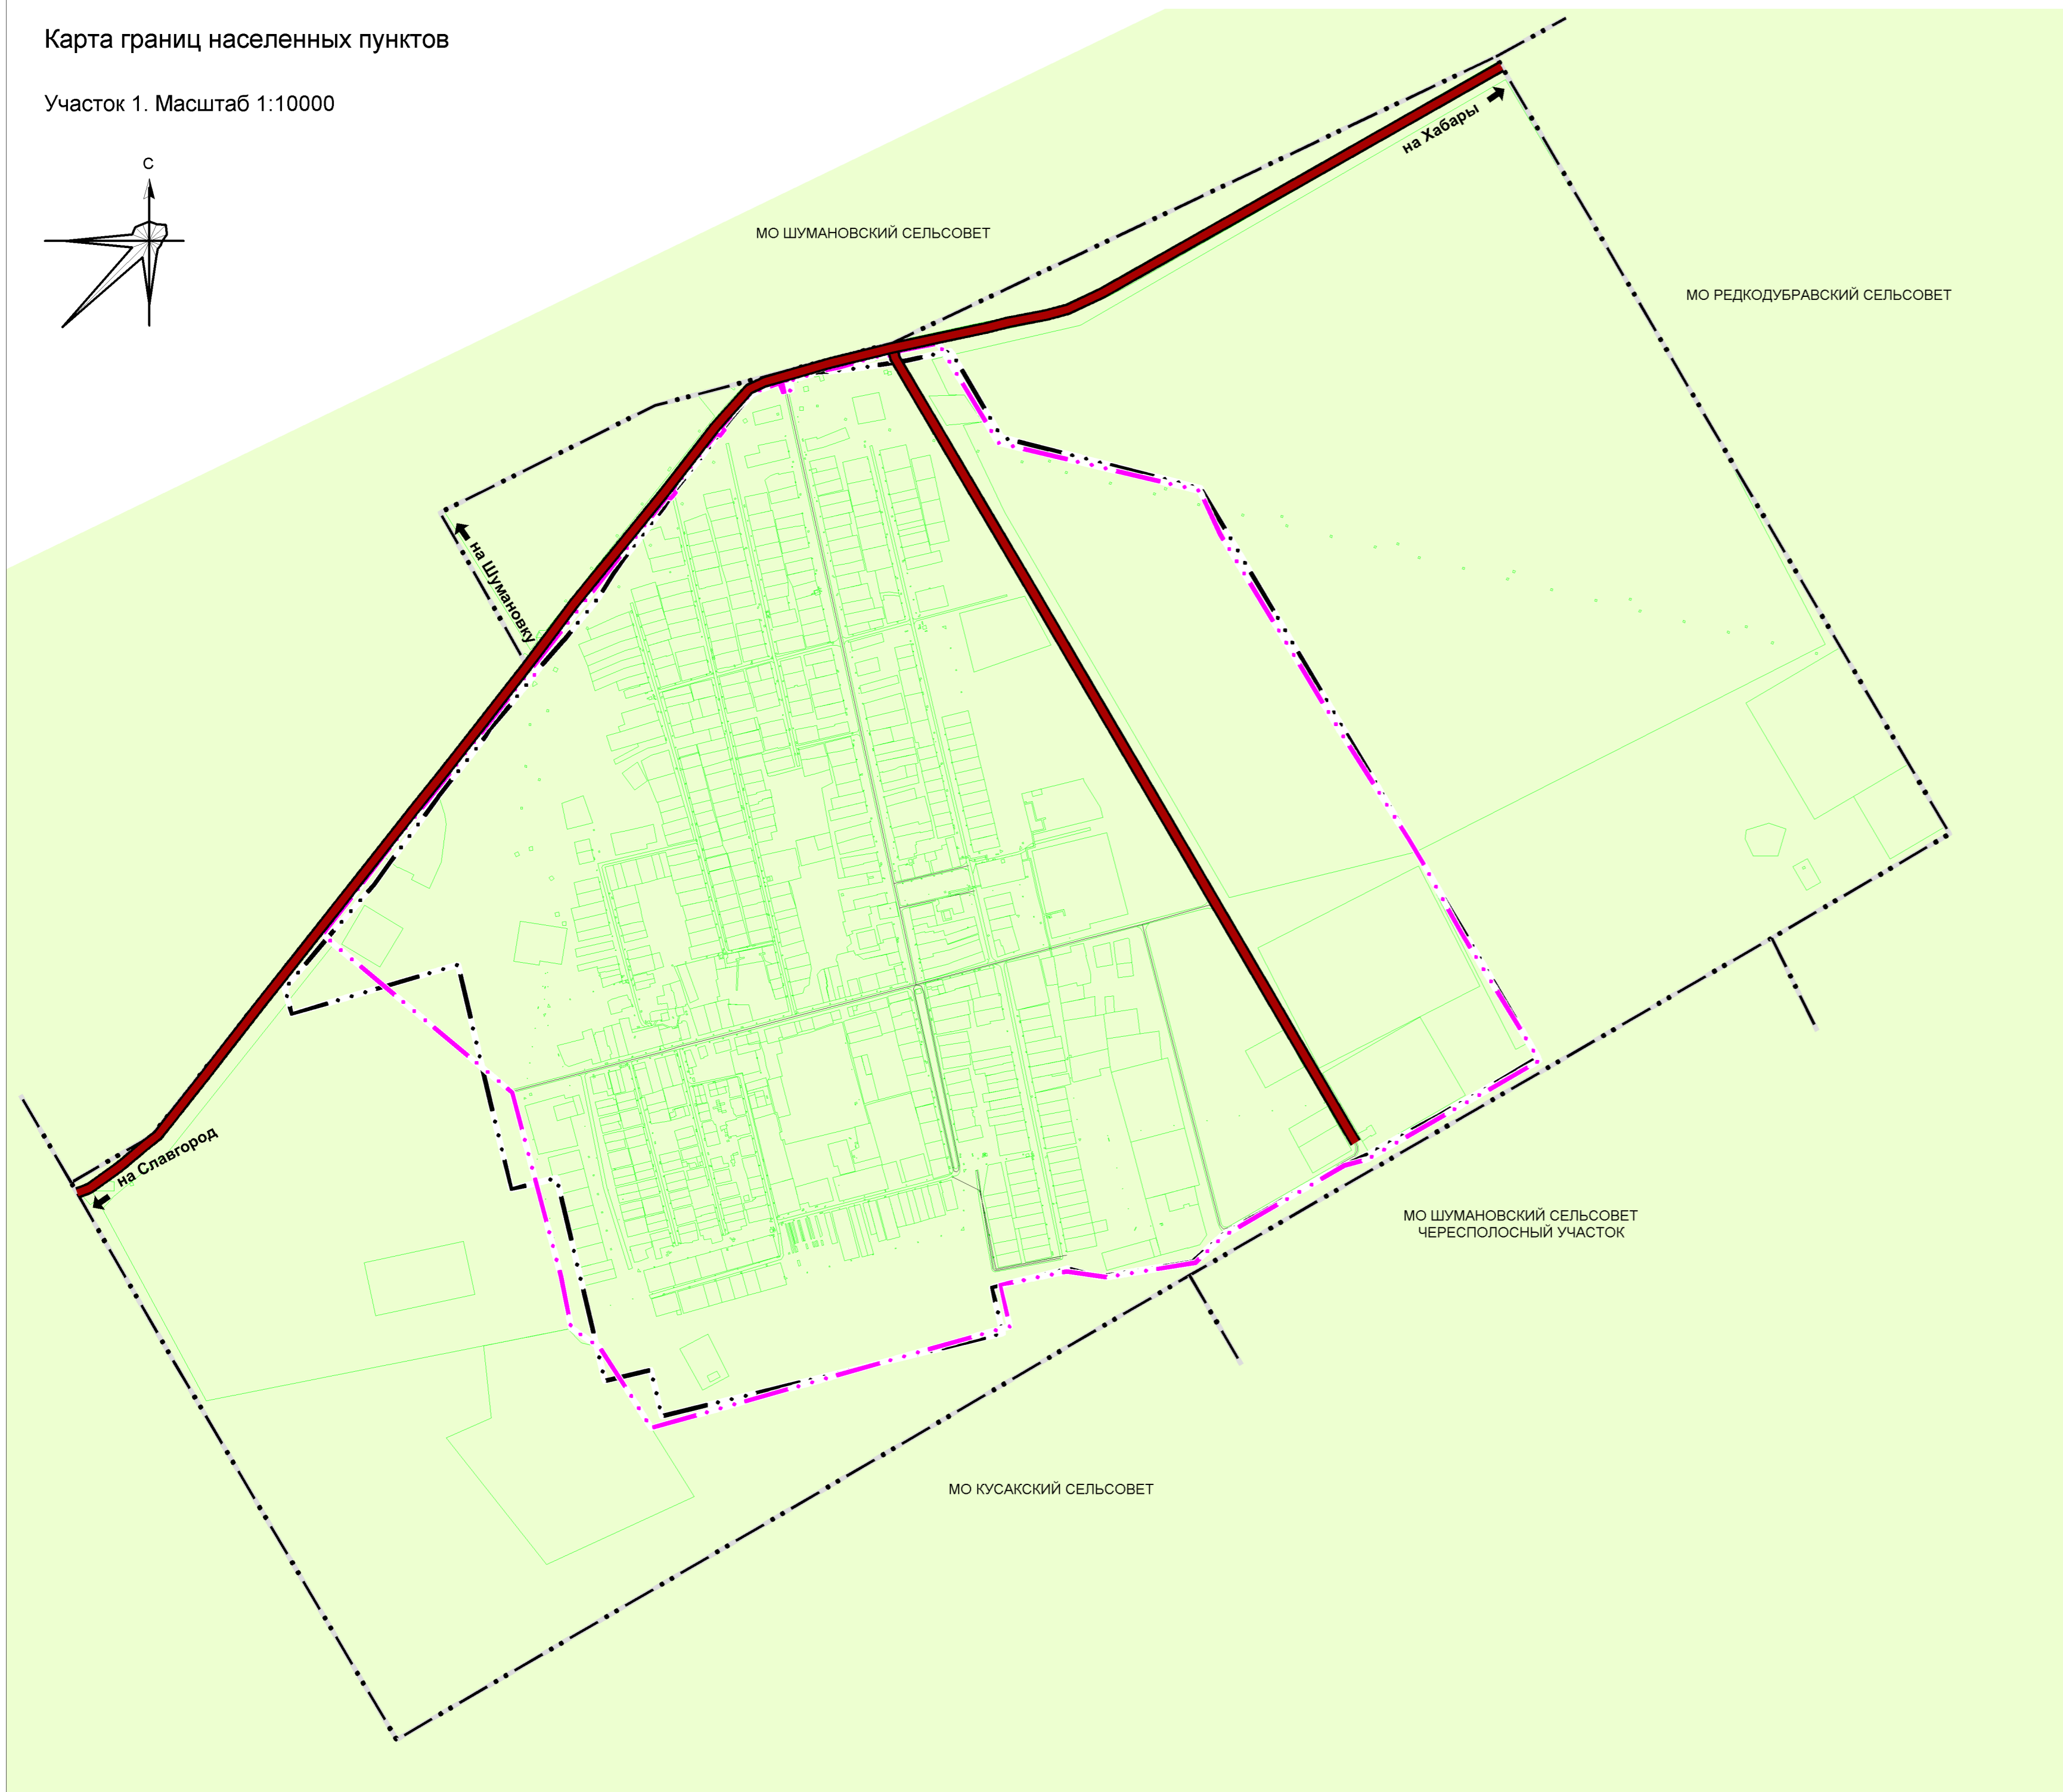 Карта границ населенных пунктов
Участок 1. Масштаб 1:10000
С
на Хабары
МО ШУМАНОВСКИЙ СЕЛЬСОВЕТ
МО РЕДКОДУБРАВСКИЙ СЕЛЬСОВЕТ
на Шумановку
на Славгород
МО ШУМАНОВСКИЙ СЕЛЬСОВЕТ
ЧЕРЕСПОЛОСНЫЙ УЧАСТОК
МО КУСАКСКИЙ СЕЛЬСОВЕТ